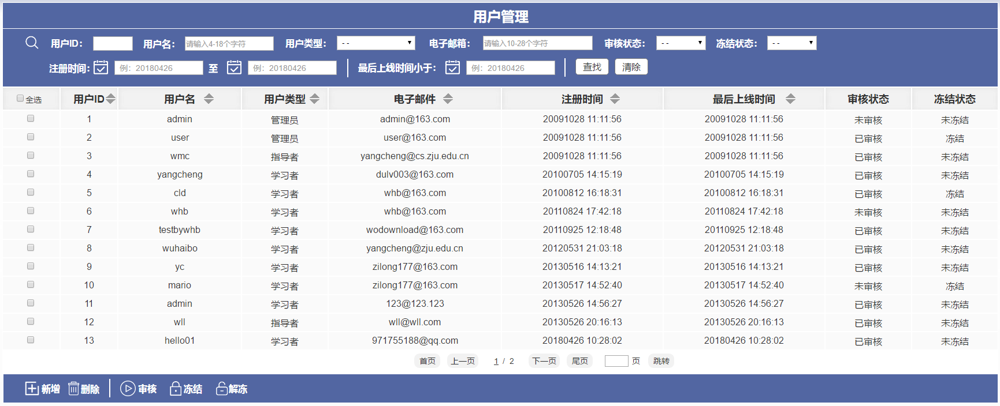 用户管理
用户ID： 用户名： 请输入4-18个字符 用户类型： -- 电子邮箱： 请输入10-28个字符 审核状态： -- 冻结状态： --
注册时间： 例：20180426 至 例：20180426 最后上线时间小于： 例：20180426 查找 清除
全选 用户ID 用户名 用户类型 电子邮件 注册时间 最后上线时间 审核状态 冻结状态
1 admin 管理员 admin@163.com 20091028 11:11:56 20091028 11:11:56 未审核 未冻结
2 user 管理员 user@163.com 20091028 11:11:56 20091028 11:11:56 已审核 冻结
3 wmc 指导者 yangcheng@cs.zju.edu.cn 20091028 11:11:56 20091028 11:11:56 已审核 未冻结
4 yangcheng 学习者 dulv003@163.com 20100705 14:15:19 20100705 14:15:19 已审核 未冻结
5 cld 学习者 whb@163.com 20100812 16:18:31 20100812 16:18:31 已审核 冻结
6 whb 学习者 whb@163.com 20110824 17:42:18 20110824 17:42:18 未审核 未冻结
7 testbywhb 学习者 wodownload@163.com 20110925 12:18:48 20110925 12:18:48 已审核 未冻结
8 wuhaibo 学习者 yangcheng@zju.edu.cn 20120531 21:03:18 20120531 21:03:18 已审核 未冻结
9 yc 学习者 zilong177@163.com 20130516 14:13:21 20130516 14:13:21 已审核 未冻结
10 mario 学习者 zilong177@163.com 20130517 14:52:40 20130517 14:52:40 未审核 冻结
11 admin 学习者 123@123.123 20130526 14:56:27 20130526 14:56:27 已审核 未冻结
12 wll 指导者 wll@wll.com 20130526 20:16:13 20130526 20:16:13 已审核 未冻结
13 hello01 学习者 971755188@qq.com 20180426 10:28:02 20180426 10:28:02 已审核 未冻结
首页 上一页 1 / 2 下一页 尾页 页 跳转
新增 删除 审核 冻结 解冻